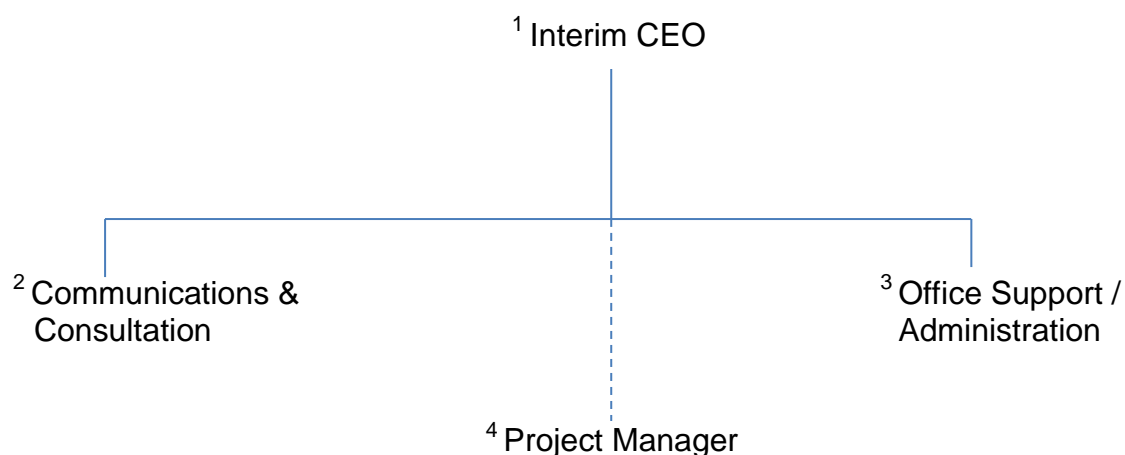 1 Interim CEO
2 Communications &
Consultation
3 Office Support /
Administration
4 Project Manager